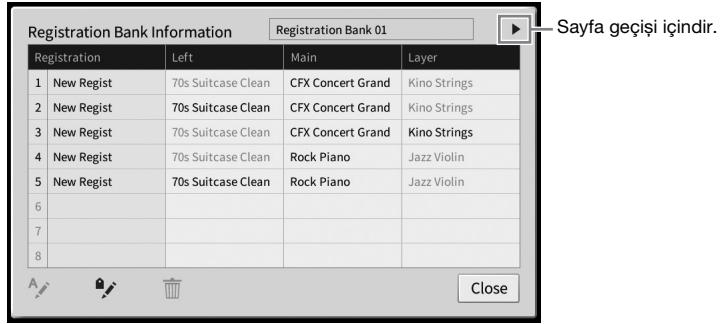 Registration Bank Information Registration Bank 01
Sayfa geçişi içindir.
Registration Left Main Layer
1 New Regist 70s Suitcase Clean CFX Concert Grand Kino Strings
2 New Regist 70s Suitcase Clean CFX Concert Grand Kino Strings
3 New Regist 70s Suitcase Clean CFX Concert Grand Kino Strings
4 New Regist 70s Suitcase Clean Rock Piano Jazz Violin
5 New Regist 70s Suitcase Clean Rock Piano Jazz Violin
6
7
8
A
Close